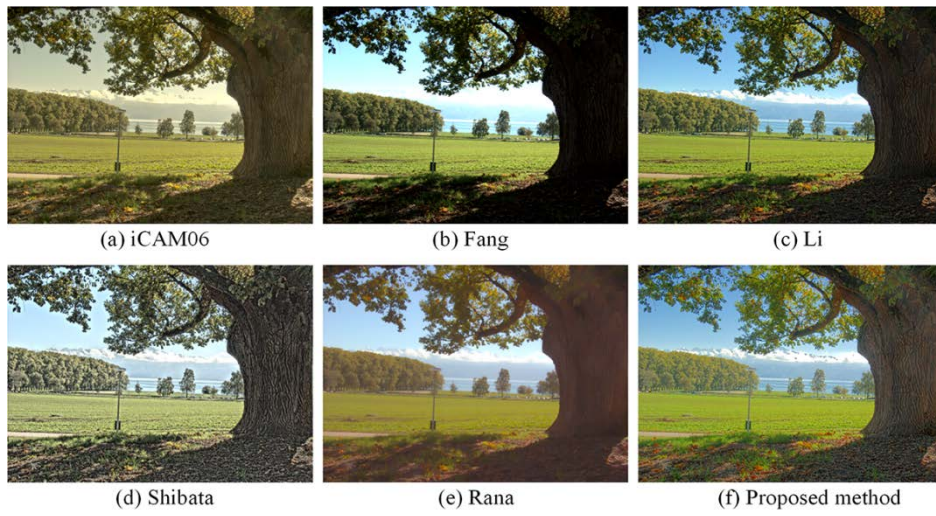 (a) iCAM06
(b) Fang
(c) Li
(d) Shibata
(e) Rana
(f) Proposed method